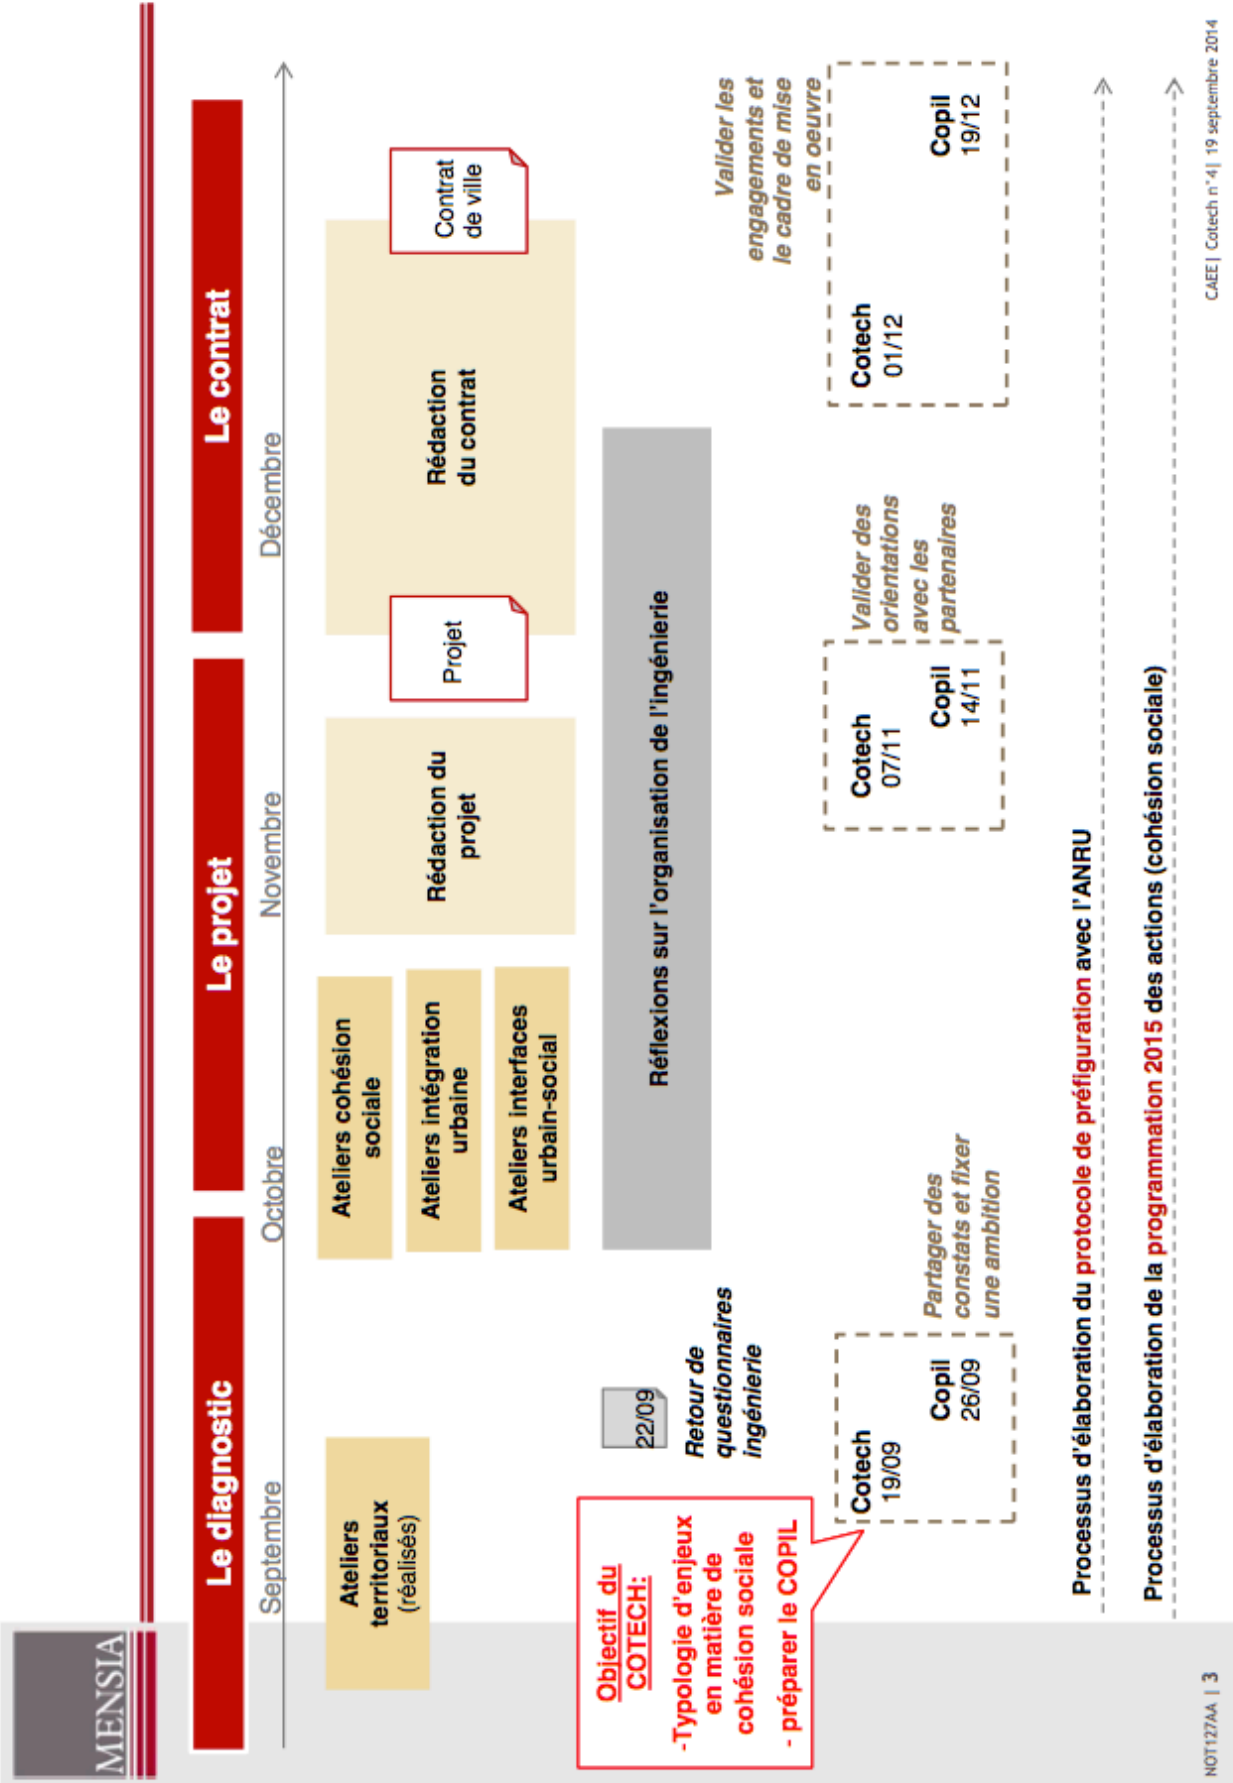 MENSIA
Le diagnostic
Le projet
Le contrat
Septembre
Octobre
Novembre
Décembre
Ateliers
territoriaux
(réalisés)
Ateliers cohésion
sociale
Ateliers intégration
urbaine
Ateliers interfaces
urbain-social
Rédaction du
projet
Projet
Rédaction
du contrat
Contrat
de ville
Réflexions sur l'organisation de l'ingénierie
22/09
Retour de
questionnaires
ingénierie
Objectif du
COTECH:
-Typologie d'enjeux
en matière de
cohésion sociale
- préparer le COPIL
Cotech
19/09
Copil
26/09
Partager des
constats et fixer
une ambition
Cotech
07/11
Copil
14/11
Valider des
orientations
avec les
partenaires
Cotech
01/12
Copil
19/12
Valider les
engagements et
le cadre de mise
en oeuvre
Processus d'élaboration du protocole de préfiguration avec l'ANRU
Processus d'élaboration de la programmation 2015 des actions (cohésion sociale)
NOT127AA | 3
CAEE| Cotech n°4| 19 septembre 2014